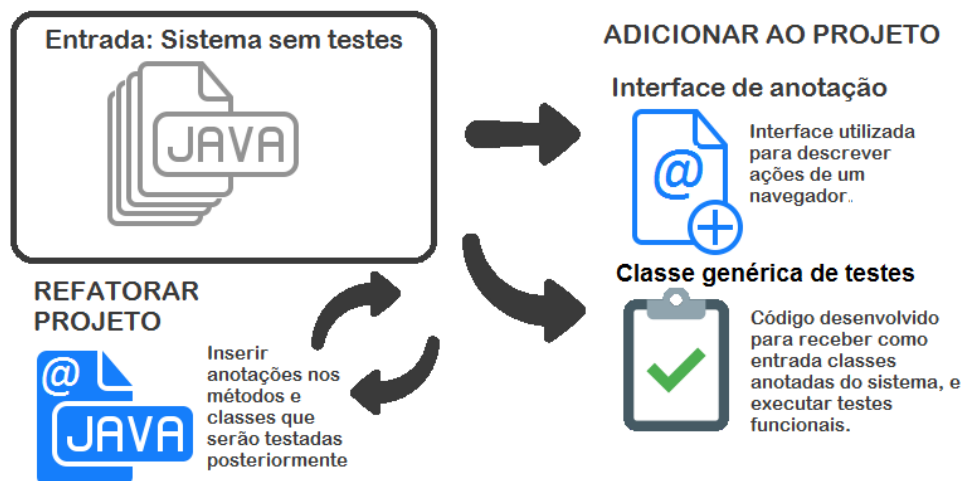 Entrada: Sistema sem testes
JAVA
ADICIONAR AO PROJETO
Interface de anotação
@
Interface utilizada
para descrever
ações de um
navegador..
Classe genérica de testes
Código desenvolvido
para receber como
entrada classes
anotadas do sistema, e
executar testes
funcionais.
REFATORAR
PROJETO
@
JAVA
Inserir
anotações nos
métodos e
classes que
serão testadas
posteriormente